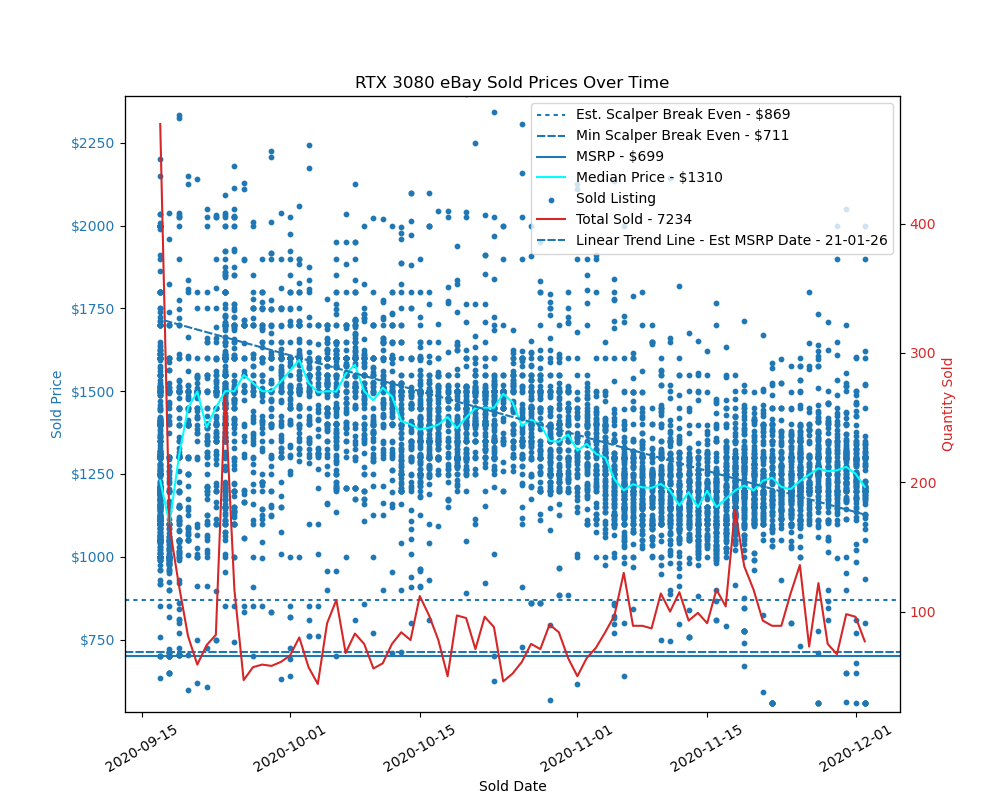 RTX 3080 eBay Sold Prices Over Time
Est. Scalper Break Even - $869
Min Scalper Break Even - $711
MSRP - $699
Median Price - $1310
Sold Listing
Total Sold - 7234
Linear Trend Line - Est MSRP Date - 21-01-26
Sold Price
$2250
$2000
$1750
$1500
$1250
$1000
$750
400
300
200
100
Quantity Sold
2020-09-15
2020-10-01
2020-10-15
2020-11-01
2020-11-15
2020-12-01
Sold Date